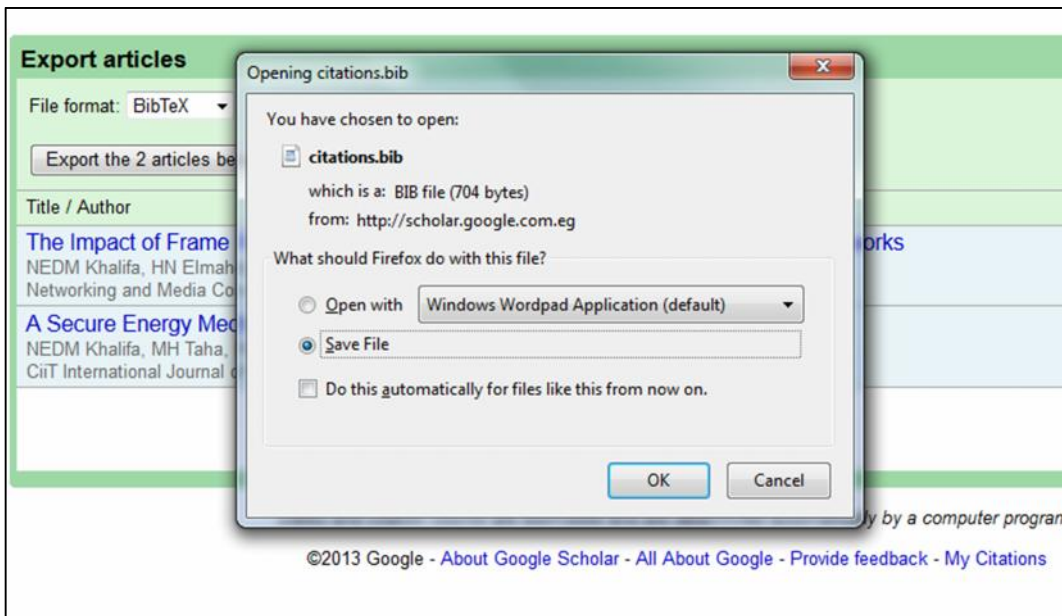 Export articles
File format: BibTeX
Export the 2 articles be
Title / Author
The Impact of Frame
orks
NEDM Khalifa, HN Elmah
Networking and Media Co
A Secure Energy Med
NEDM Khalifa, MH Taha,
CiiT International Journal
Opening citations.bib
You have chosen to open:
citations.bib
which is a: BIB file (704 bytes)
from: http://scholar.google.com.eg
What should Firefox do with this file?
Open with Windows Wordpad Application (default)
Save File
Do this automatically for files like this from now on.
OK Cancel
by a computer program
©2013 Google - About Google Scholar - All About Google - Provide feedback - My Citations